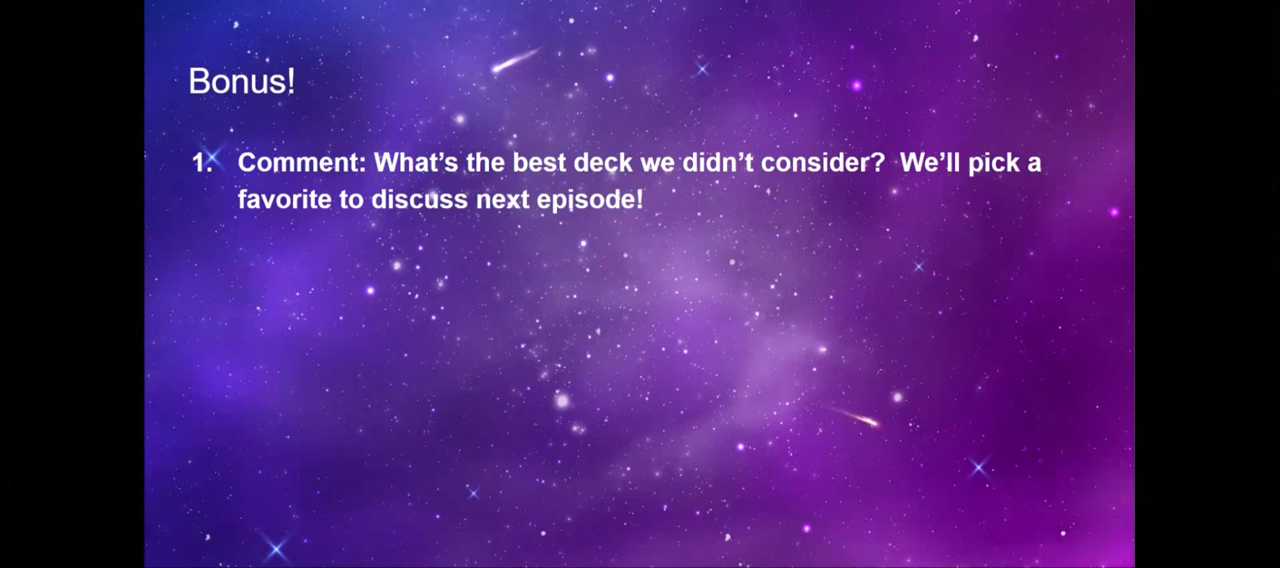 Bonus!
1. Comment: What’s the best deck we didn’t consider?  We’ll pick a
favorite to discuss next episode!